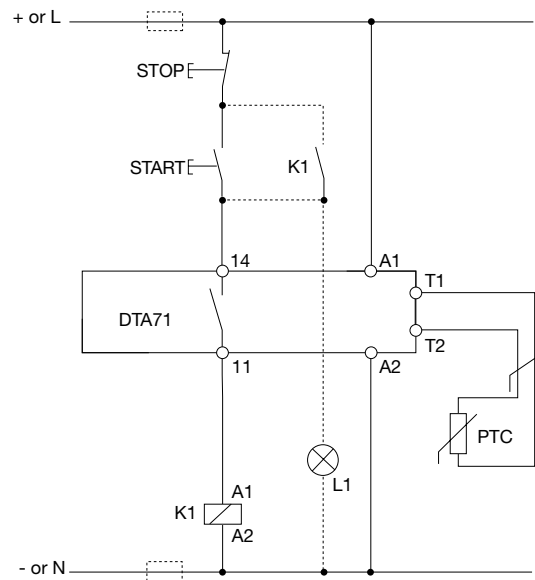 + or L
STOP
START
K1
14
A1
T1
DTA71
T2
11
A2
PTC
L1
A1
K1
A2
- or N